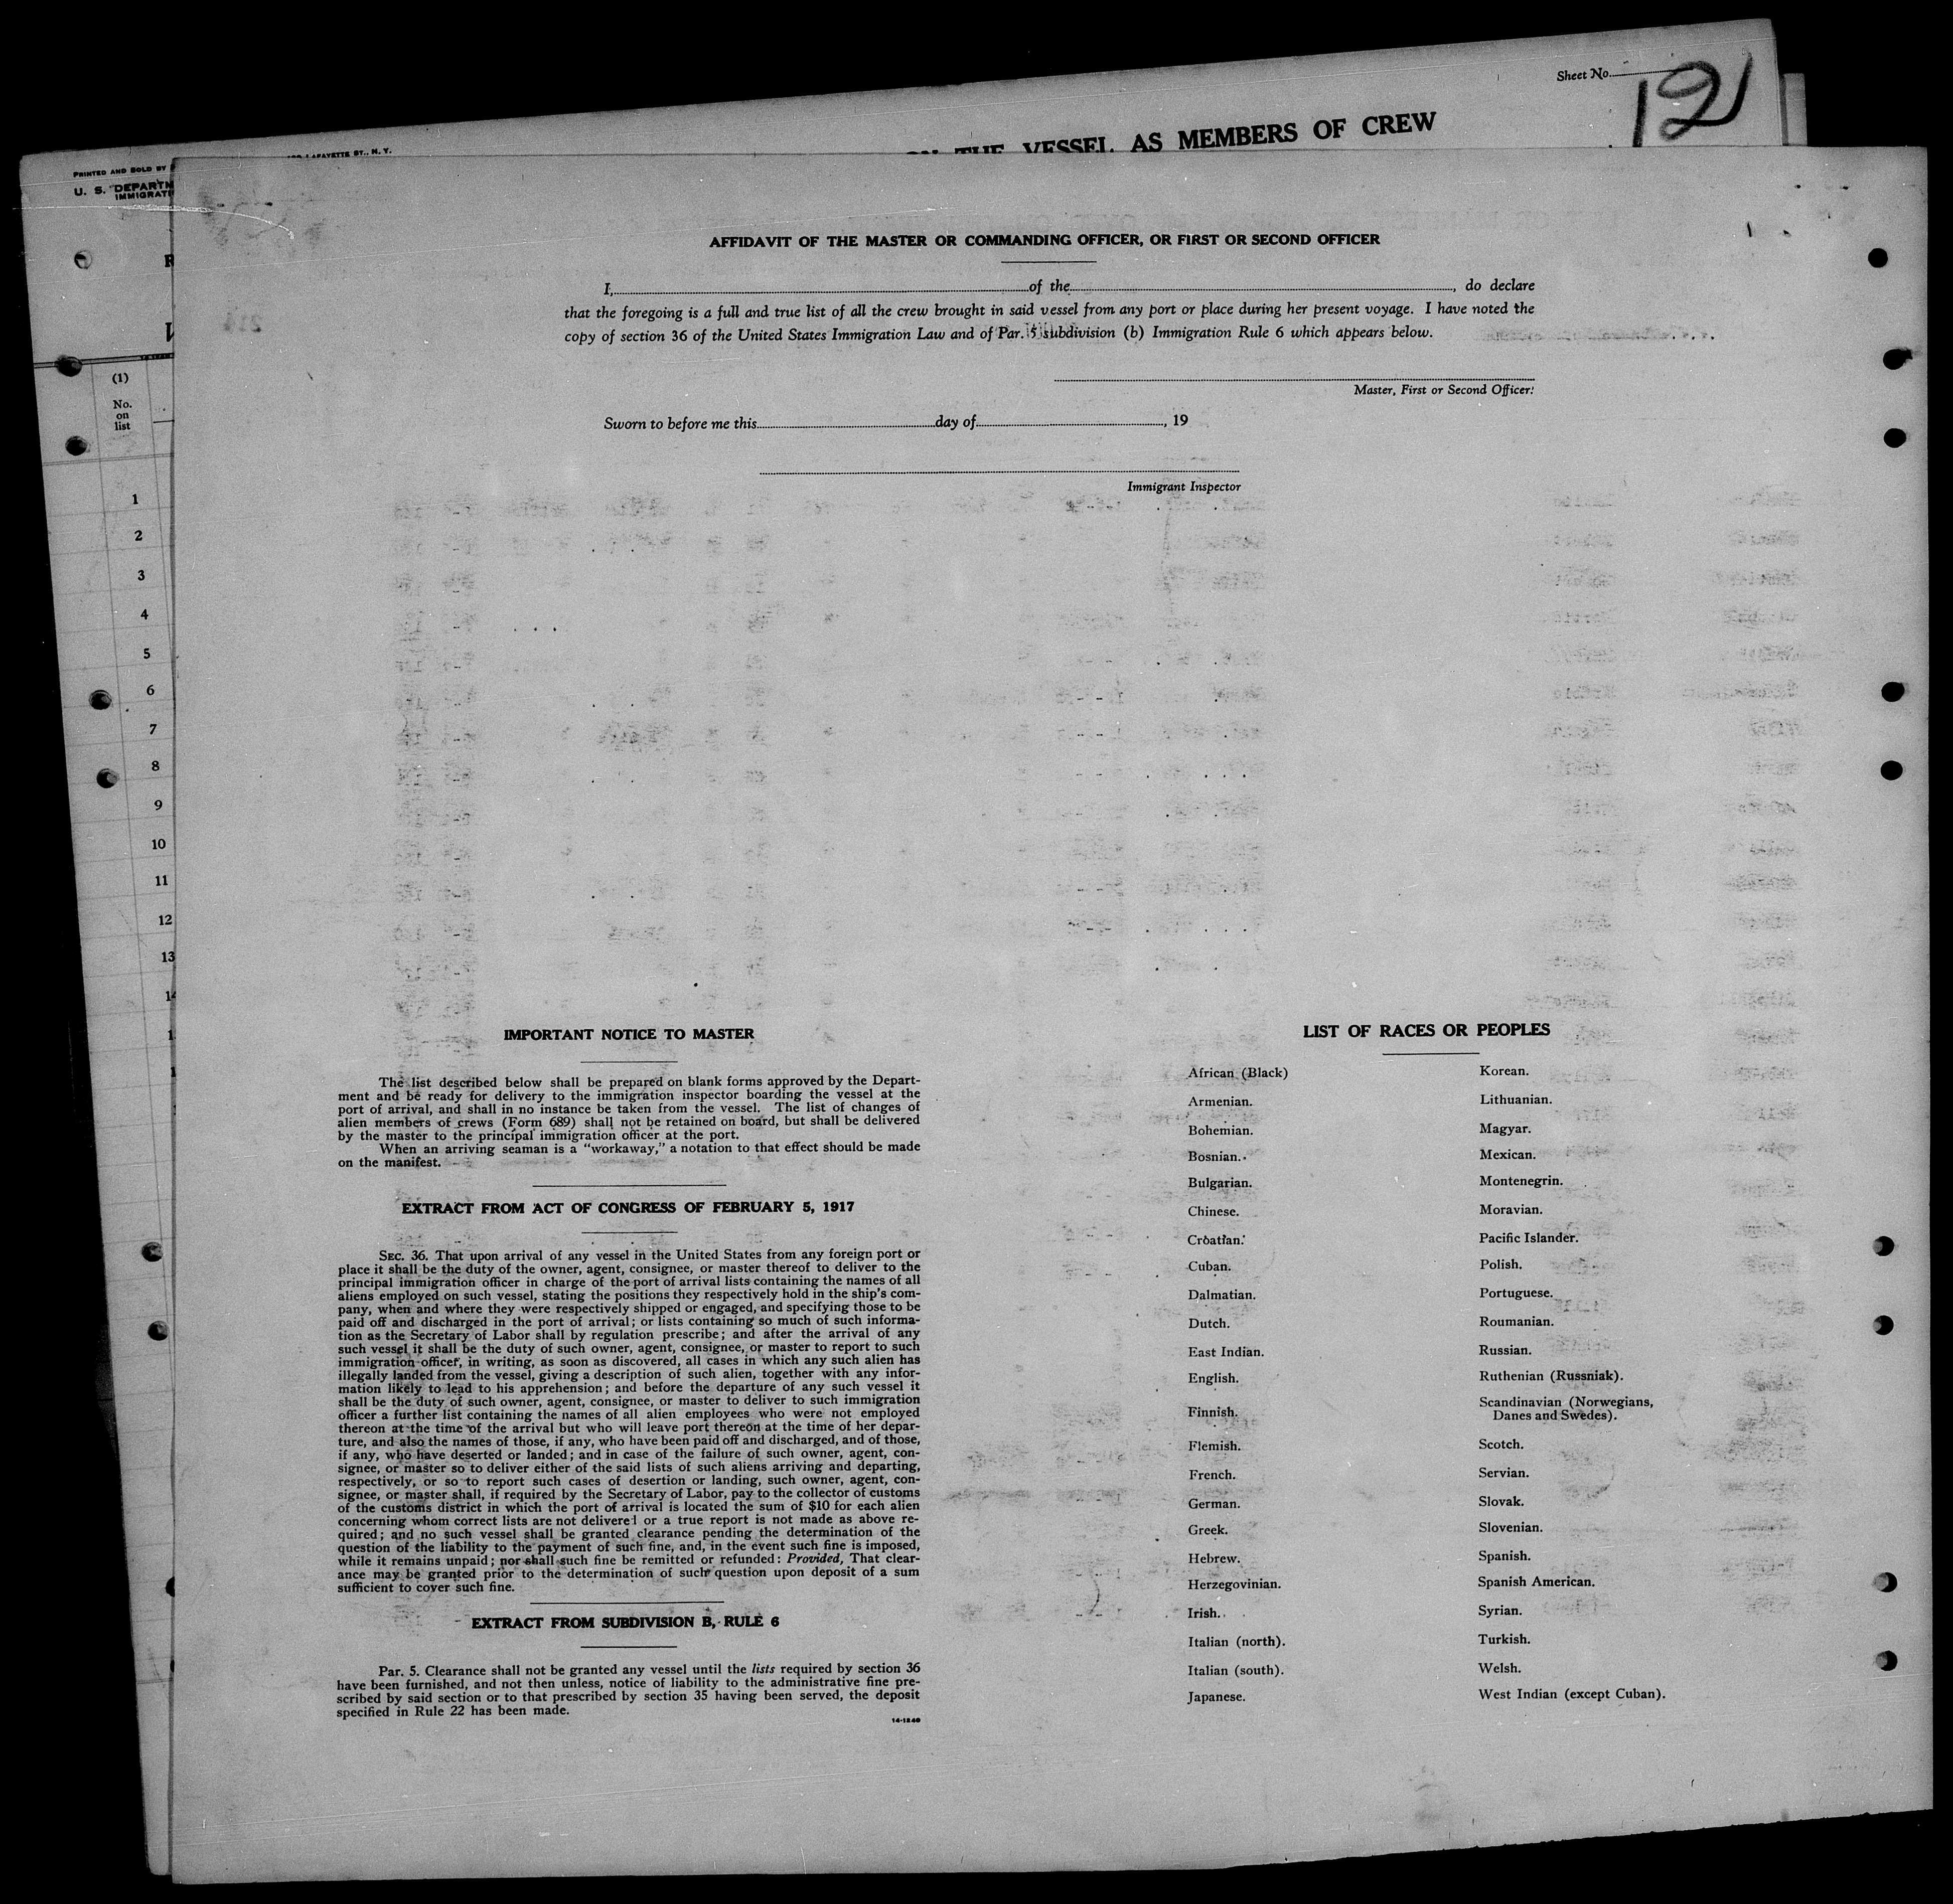 Sheet No.
12
THE VESSEL AS MEMBERS OF CREW
LAFAYETTE ST., N. Y.
PRINTED AND SOLD BY
U. S. DEPARTM
IMMIGRATI
(1)
No.
on
list
1
2
3
4
5
6
7
8
9
10
11
12
13
AFFIDAVIT OF THE MASTER OR COMMANDING OFFICER, OR FIRST OR SECOND OFFICER
I, of the , do declare
that the foregoing is a full and true list of all the crew brought in said vessel from any port or place during her present voyage. I have noted the
copy of section 36 of the United States Immigration Law and of Par. 5 subdivision (b) Immigration Rule 6 which appears below.
Master, First or Second Officer.
Sworn to before me this day of , 19
Immigrant Inspector
IMPORTANT NOTICE TO MASTER
The list described below shall be prepared on blank forms approved by the Depart-
ment and be ready for delivery to the immigration inspector boarding the vessel at the
port of arrival, and shall in no instance be taken from the vessel. The list of changes of
alien members of crews (Form 689) shall not be retained on board, but shall be delivered
by the master to the principal immigration officer at the port.
When an arriving seaman is a "workaway," a notation to that effect should be made
on the manifest.
EXTRACT FROM ACT OF CONGRESS OF FEBRUARY 5, 1917
SEC. 36. That upon arrival of any vessel in the United States from any foreign port or
place it shall be the duty of the owner, agent, consignee, or master thereof to deliver to the
principal immigration officer in charge of the port of arrival lists containing the names of all
aliens employed on such vessel, stating the positions they respectively hold in the ship's com-
pany, when and where they were respectively shipped or engaged, and specifying those to be
paid off and discharged in the port of arrival; or lists containing so much of such informa-
tion as the Secretary of Labor shall by regulation prescribe; and after the arrival of any
such vessel it shall be the duty of such owner, agent, consignee, or master to report to such
immigration officer, in writing, as soon as discovered, all cases in which any such alien has
illegally landed from the vessel, giving a description of such alien, together with any infor-
mation likely to lead to his apprehension; and before the departure of any such vessel it
shall be the duty of such owner, agent, consignee, or master to deliver to such immigration
officer a further list containing the names of all alien employees who were not employed
thereon at the time of the arrival but who will leave port thereon at the time of her depar-
ture, and also the names of those, if any, who have been paid off and discharged, and of those,
if any, who have deserted or landed; and in case of the failure of such owner, agent, con-
signee, or master so to deliver either of the said lists of such aliens arriving and departing,
respectively, or so to report such cases of desertion or landing, such owner, agent, con-
signee, or master shall, if required by the Secretary of Labor, pay to the collector of customs
of the customs district in which the port of arrival is located the sum of $10 for each alien
concerning whom correct lists are not delivered or a true report is not made as above re-
quired; and no such vessel shall be granted clearance pending the determination of the
question of the liability to the payment of such fine, and, in the event such fine is imposed,
while it remains unpaid; nor shall such fine be remitted or refunded: Provided, That clear-
ance may be granted prior to the determination of such question upon deposit of a sum
sufficient to cover such fine.
EXTRACT FROM SUBDIVISION B, RULE 6
Par. 5. Clearance shall not be granted any vessel until the lists required by section 36
have been furnished, and not then unless, notice of liability to the administrative fine pre-
scribed by said section or to that prescribed by section 35 having been served, the deposit
specified in Rule 22 has been made.
14-1240
LIST OF RACES OR PEOPLES
African (Black)
Armenian.
Bohemian.
Bosnian.
Bulgarian.
Chinese.
Croatian.
Cuban.
Dalmatian.
Dutch.
East Indian.
English.
Finnish.
Flemish.
French.
German.
Greek.
Hebrew.
Herzegovinian.
Irish.
Italian (north).
Italian (south).
Japanese.
Korean.
Lithuanian.
Magyar.
Mexican.
Montenegrin.
Moravian.
Pacific Islander.
Polish.
Portuguese.
Roumanian.
Russian.
Ruthenian (Russniak).
Scandinavian (Norwegians,
Danes and Swedes).
Scotch.
Servian.
Slovak.
Slovenian.
Spanish.
Spanish American.
Syrian.
Turkish.
Welsh.
West Indian (except Cuban).